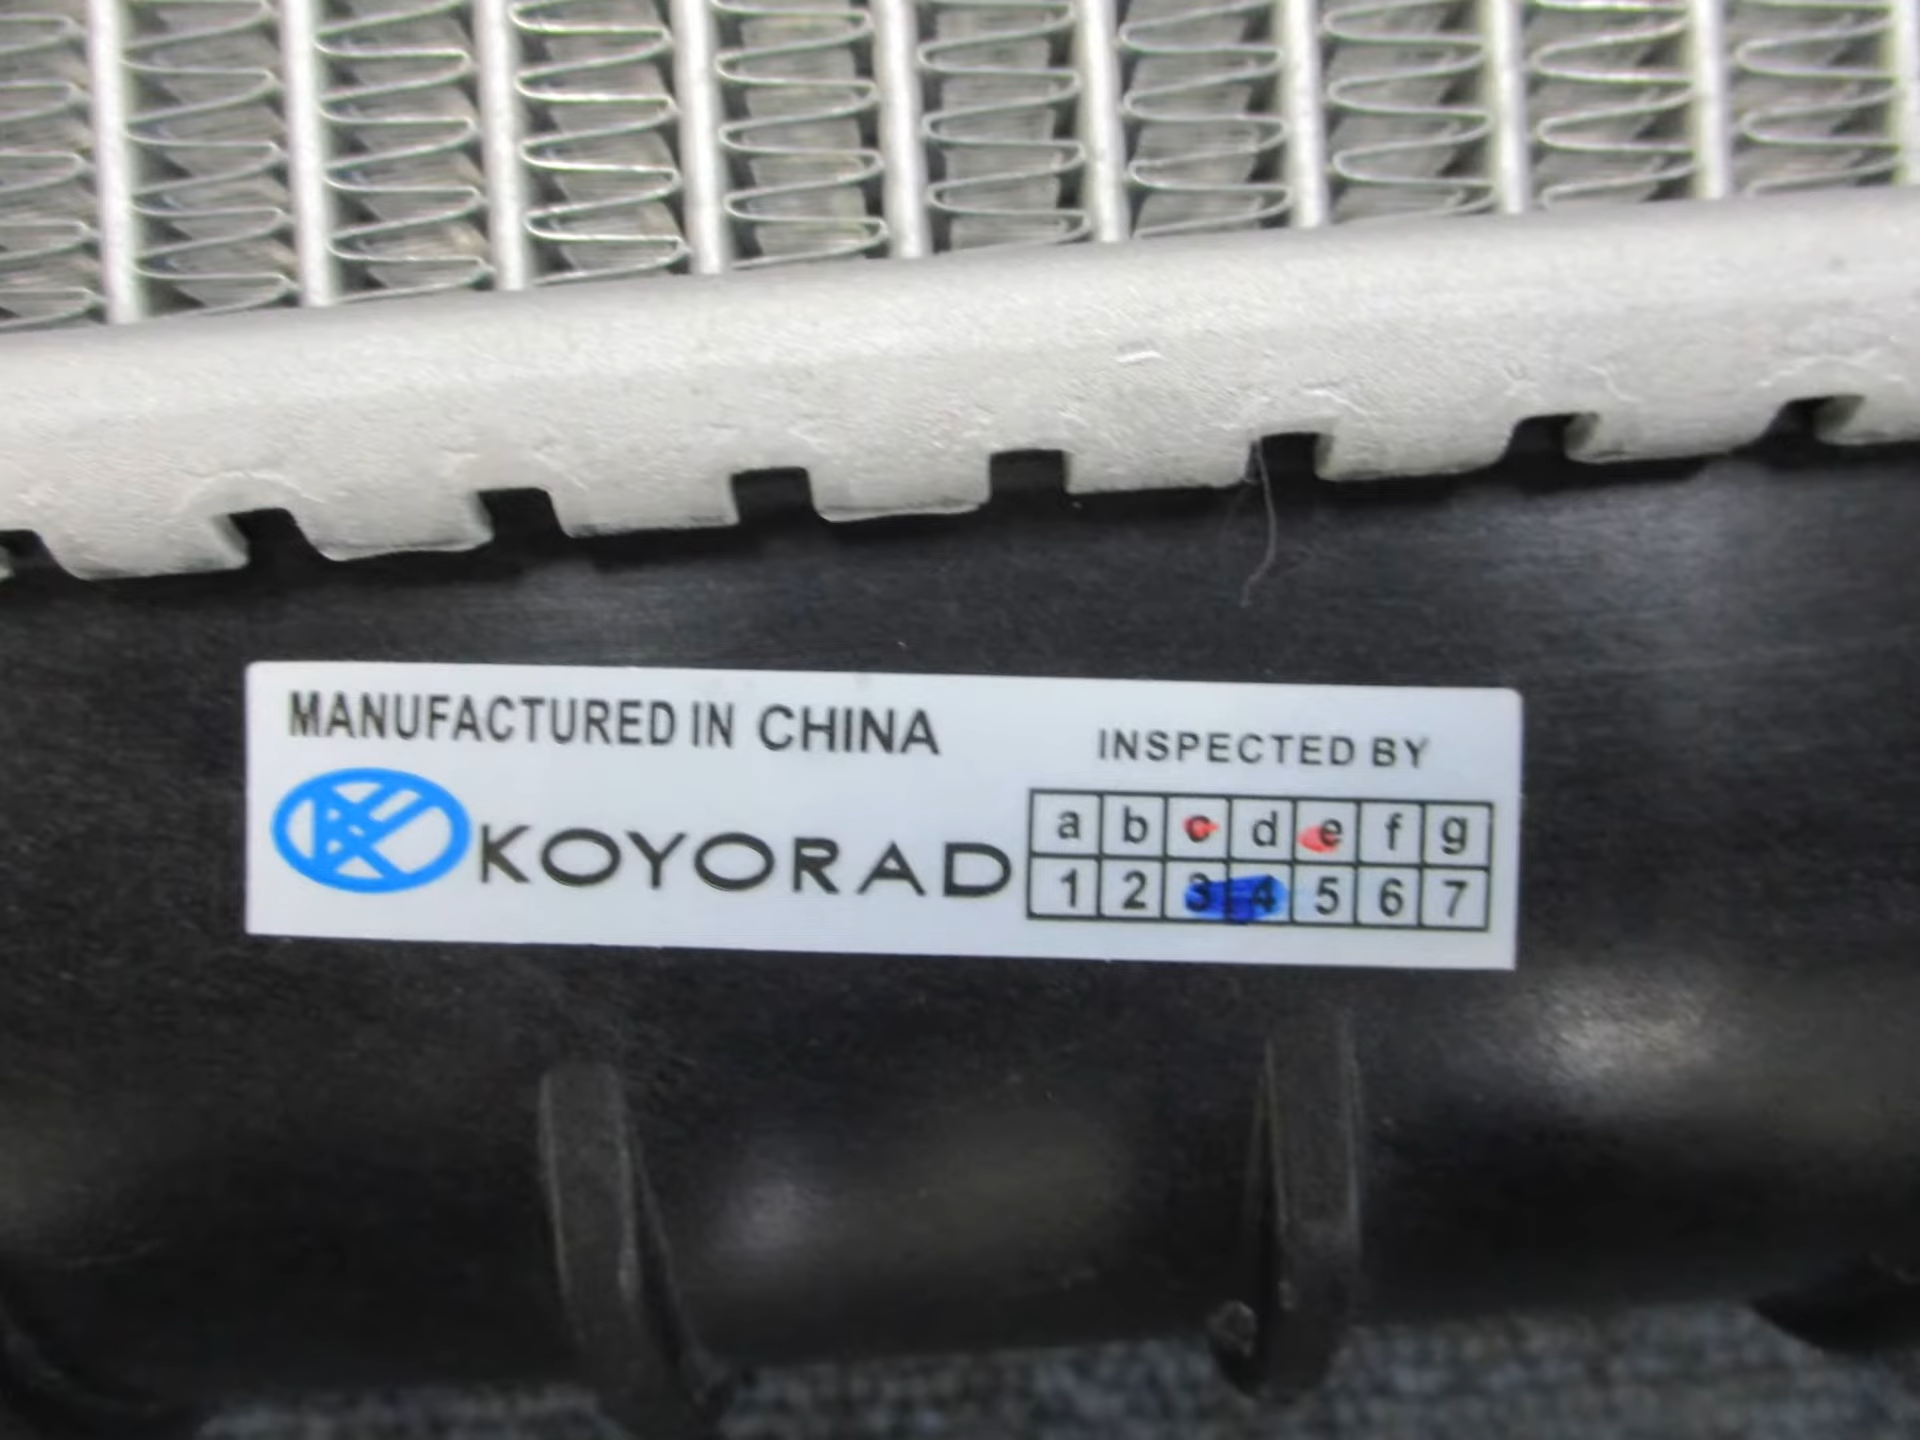 MANUFACTURED IN CHINA
KOYORAD
INSPECTED BY
a b c d e f g
1 2 3 4 5 6 7